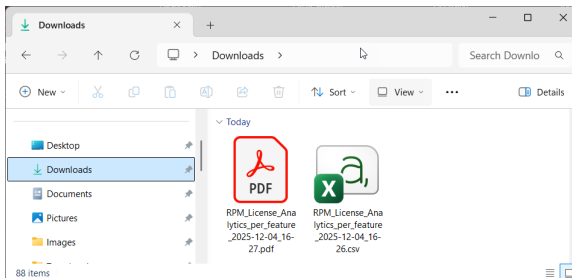 Downloads
Downloads
Search Downlo
New
Sort
View
Details
Today
Desktop
Downloads
Documents
Pictures
Images
PDF
RPM_License_Ana
lytics_per_feature
_2025-12-04_16-
27.pdf
a,
X
RPM_License_Ana
lytics_per_feature
_2025-12-04_16-
26.csv
88 items